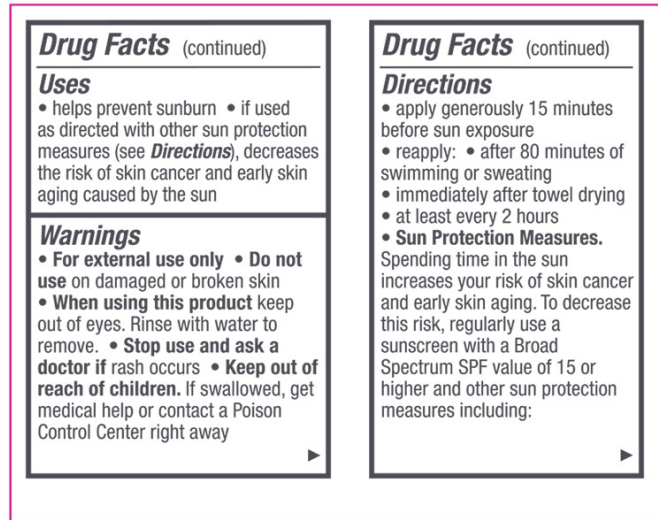 Drug Facts (continued)
Uses
• helps prevent sunburn • if used
as directed with other sun protection
measures (see Directions), decreases
the risk of skin cancer and early skin
aging caused by the sun
Warnings
• For external use only • Do not
use on damaged or broken skin
• When using this product keep
out of eyes. Rinse with water to
remove. • Stop use and ask a
doctor if rash occurs • Keep out of
reach of children. If swallowed, get
medical help or contact a Poison
Control Center right away
Drug Facts (continued)
Directions
• apply generously 15 minutes
before sun exposure
• reapply: • after 80 minutes of
swimming or sweating
• immediately after towel drying
• at least every 2 hours
• Sun Protection Measures.
Spending time in the sun
increases your risk of skin cancer
and early skin aging. To decrease
this risk, regularly use a
sunscreen with a Broad
Spectrum SPF value of 15 or
higher and other sun protection
measures including: